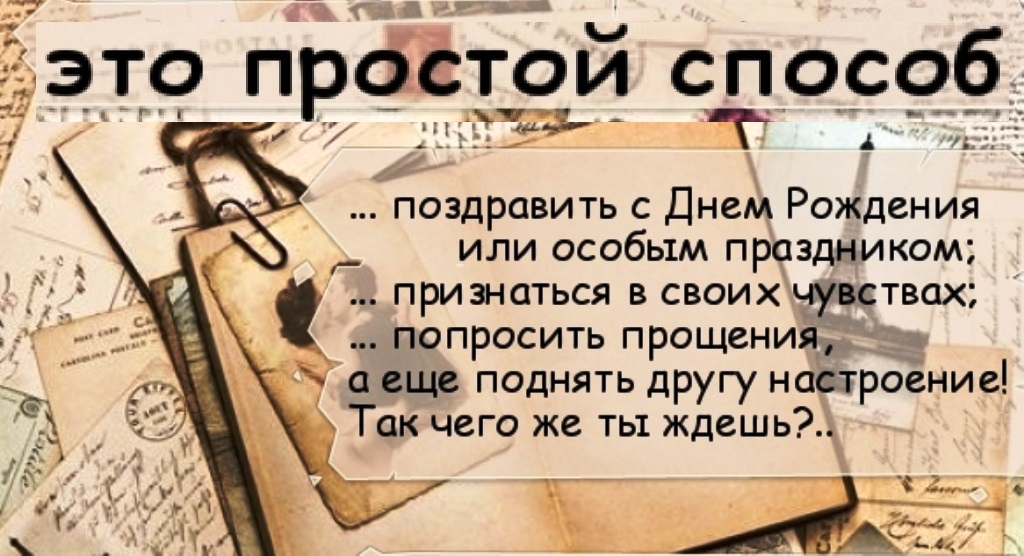 это простой способ
... поздравить с Днем Рождения
или особым праздником;
... признаться в своих чувствах;
... попросить прощения,
а еще поднять другу настроение!
Так чего же ты ждешь?..